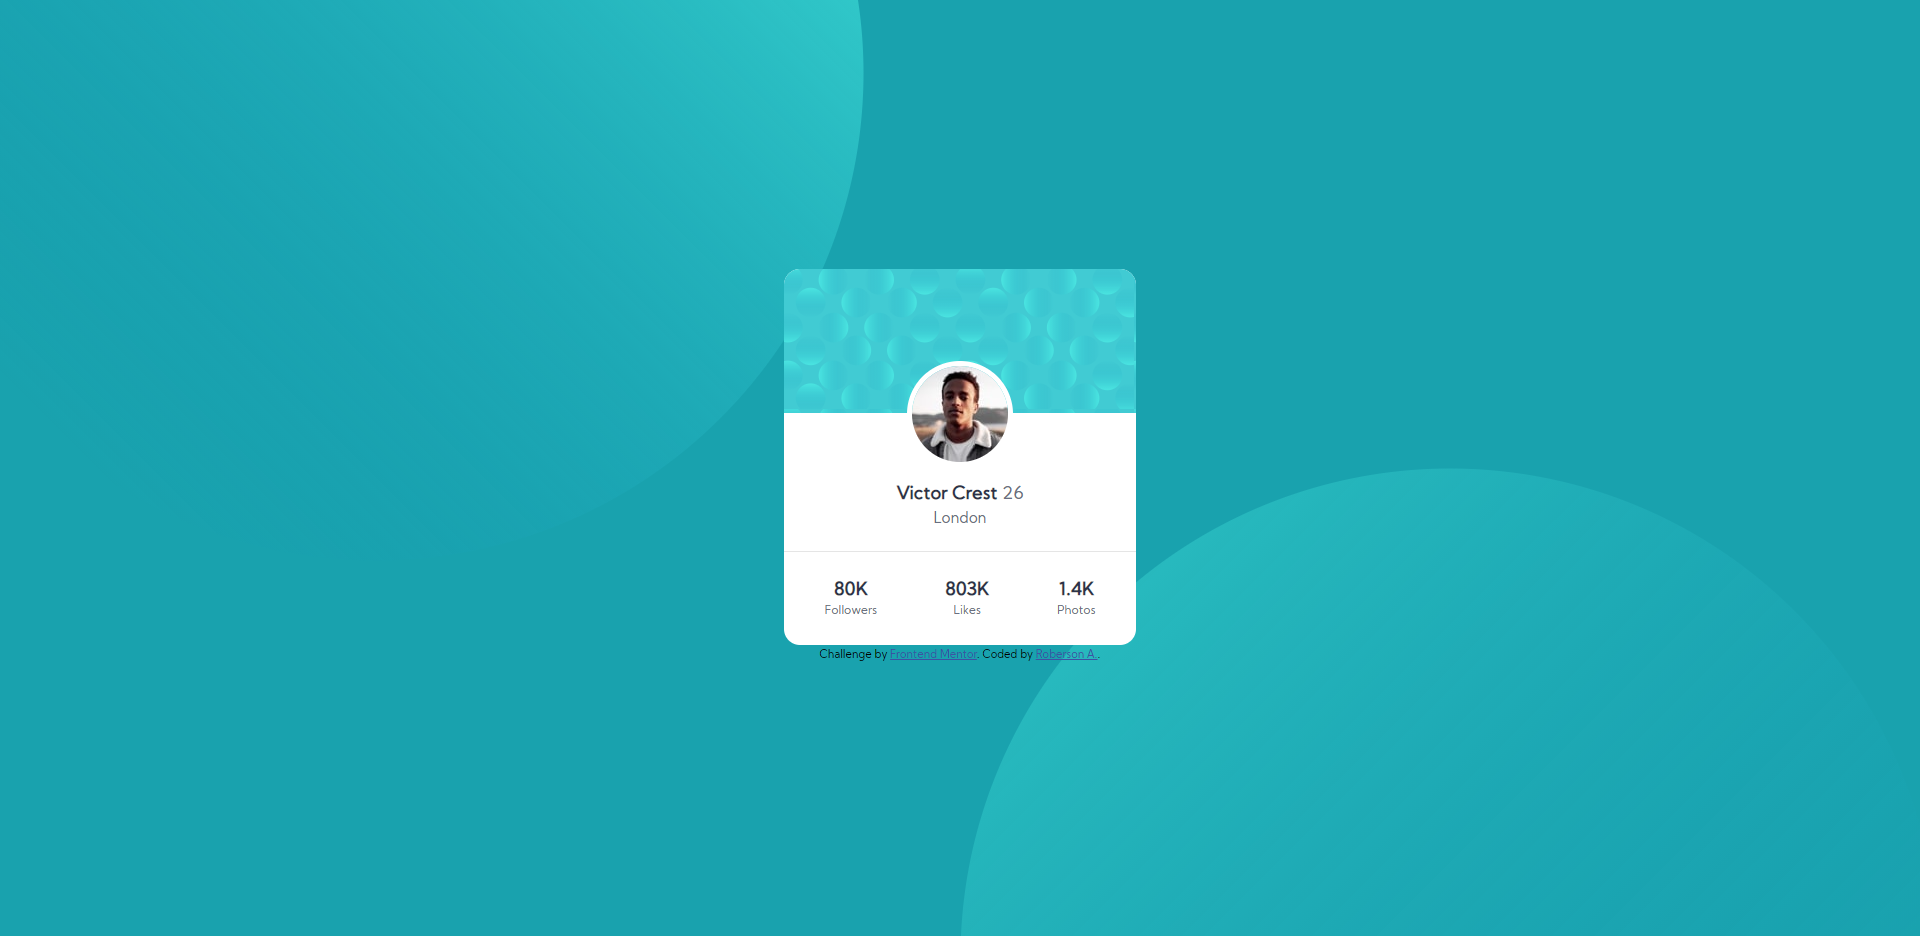 Victor Crest 26
London
80K 803K 1.4K
Followers Likes Photos
Challenge by Frontend Mentor. Coded by Roberson A..